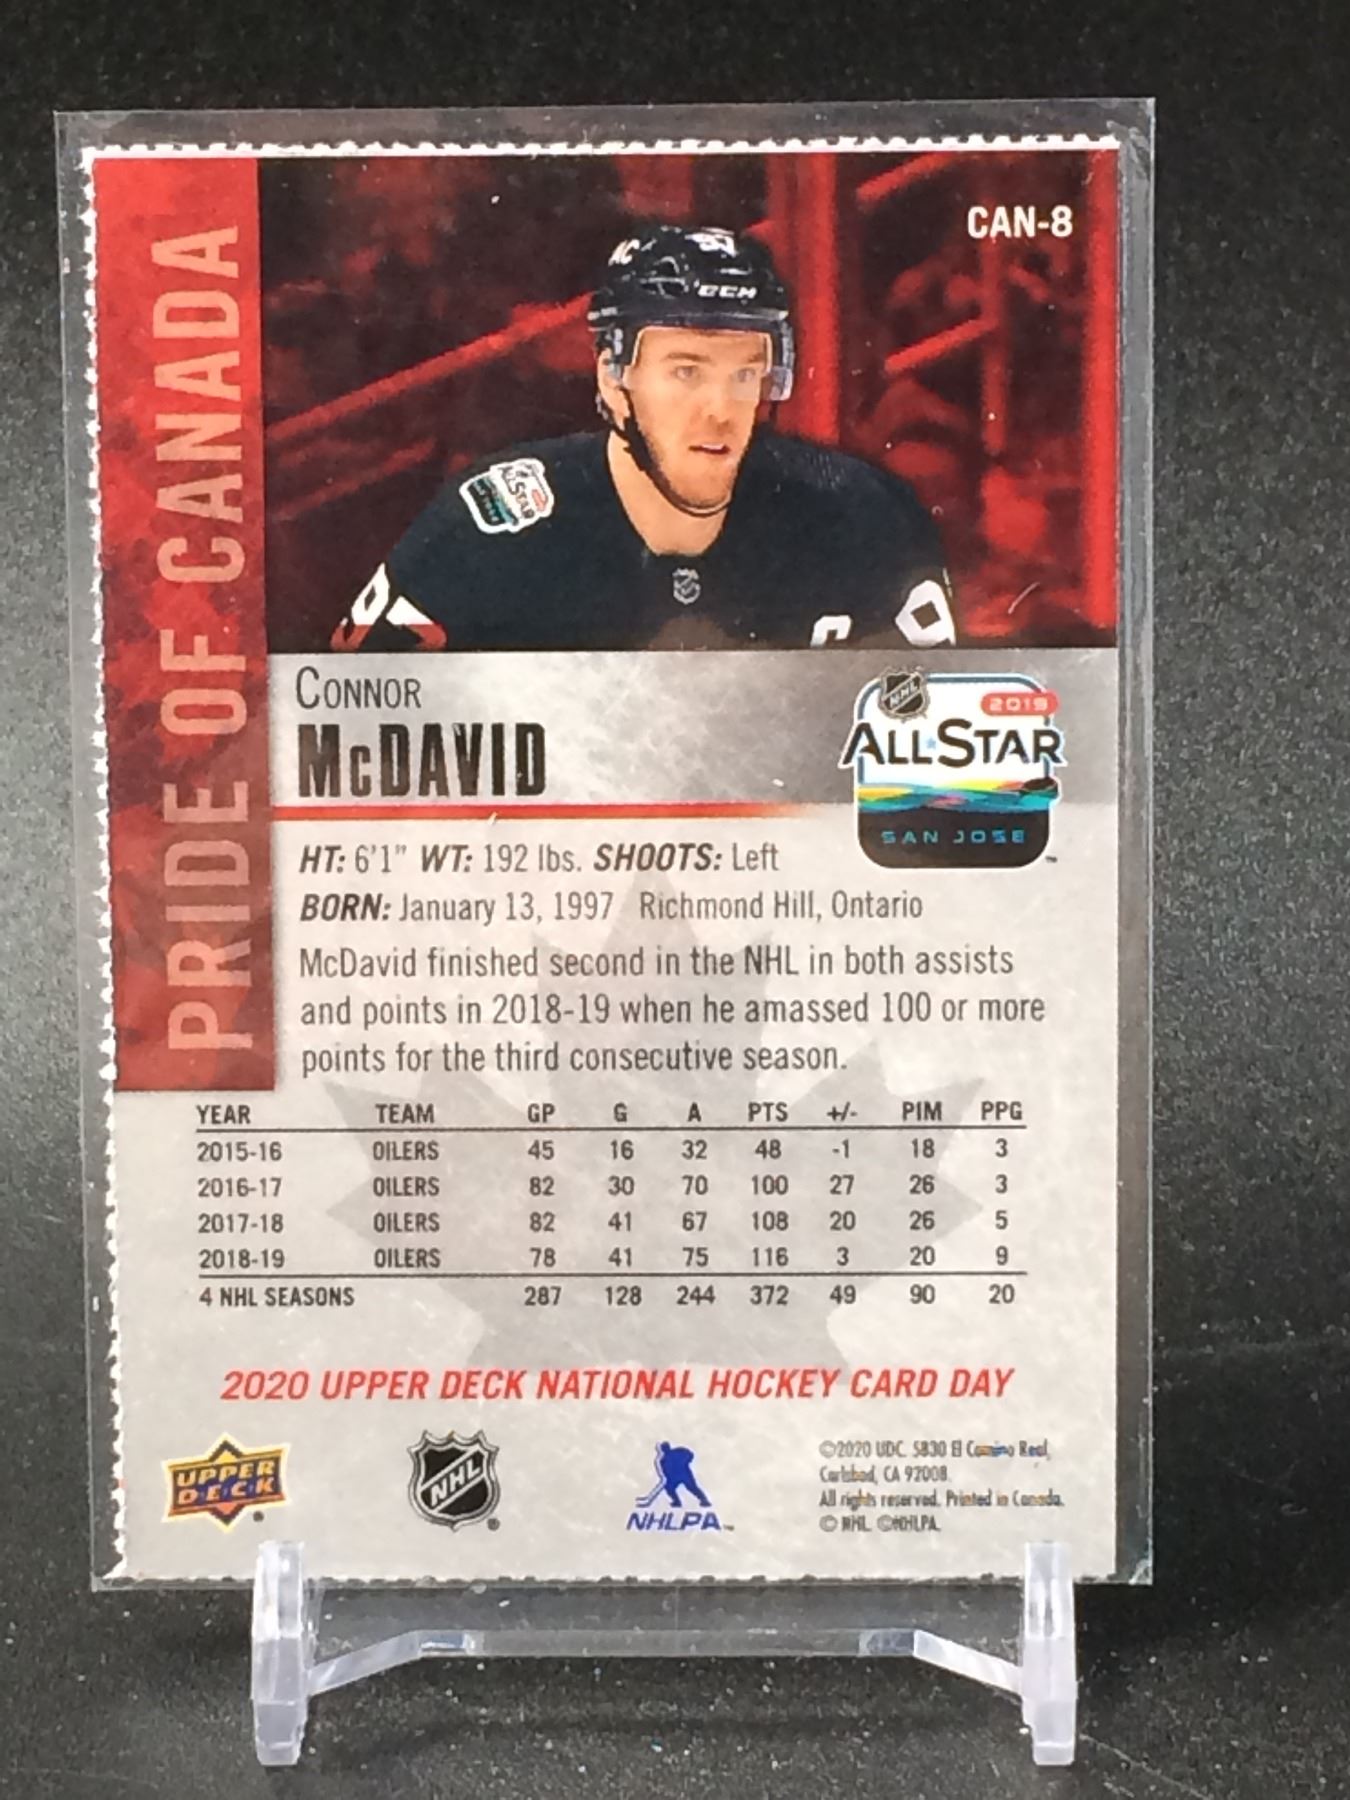 PRIDE OF CANADA
CAN-8
CCM
97
C
9
CONNOR
McDAVID
NHL
2019
ALL STAR
SAN JOSE
HT: 6'1" WT: 192 lbs. SHOOTS: Left
BORN: January 13, 1997 Richmond Hill, Ontario
McDavid finished second in the NHL in both assists
and points in 2018-19 when he amassed 100 or more
points for the third consecutive season.
YEAR TEAM GP G A PTS +/- PIM PPG
2015-16 OILERS 45 16 32 48 -1 18 3
2016-17 OILERS 82 30 70 100 27 26 3
2017-18 OILERS 82 41 67 108 20 26 5
2018-19 OILERS 78 41 75 116 3 20 9
4 NHL SEASONS 287 128 244 372 49 90 20
2020 UPPER DECK NATIONAL HOCKEY CARD DAY
UPPER
DECK
®
NHL
®
NHLPA™
©2020 UDC. 5830 El Camino Real,
Carlsbad, CA 92008.
All rights reserved. Printed in Canada.
© NHL ©NHLPA.